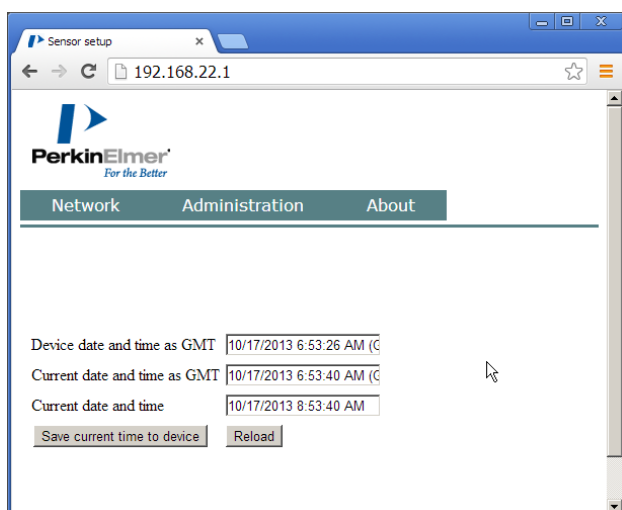 Sensor setup
192.168.22.1
PerkinElmer
For the Better
Network Administration About
Device date and time as GMT 10/17/2013 6:53:26 AM (G
Current date and time as GMT 10/17/2013 6:53:40 AM (G
Current date and time 10/17/2013 8:53:40 AM
Save current time to device Reload